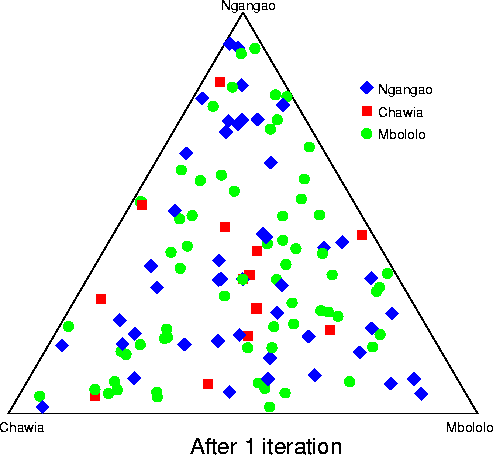 Ngangao
Ngangao
Chawia
Mbololo
Chawia
Mbololo
After 1 iteration